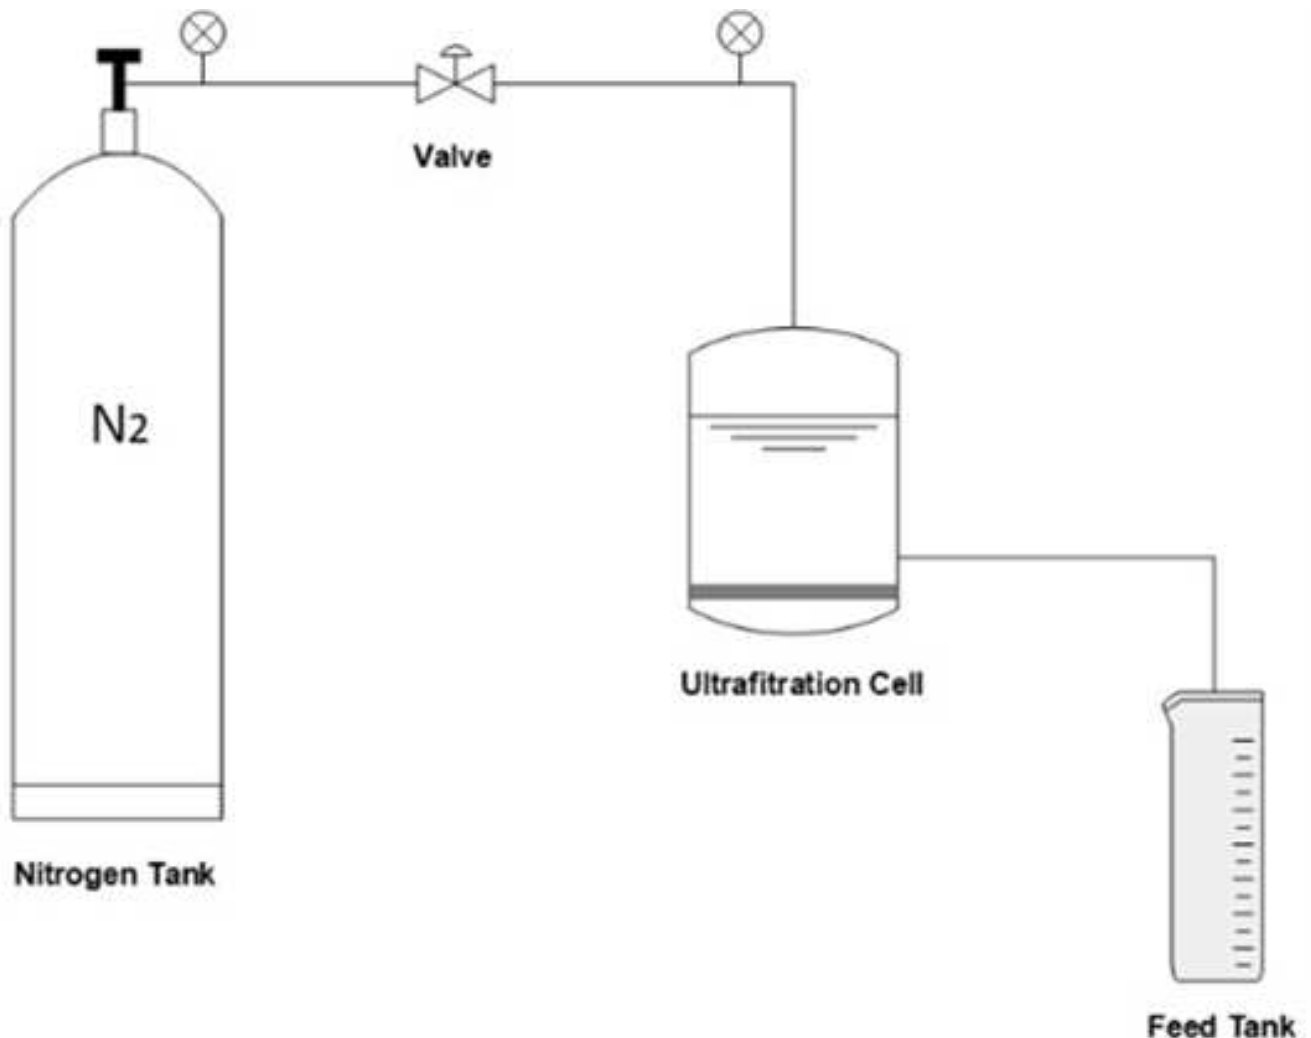 Valve
N2
Ultrafitration Cell
Nitrogen Tank
Feed Tank